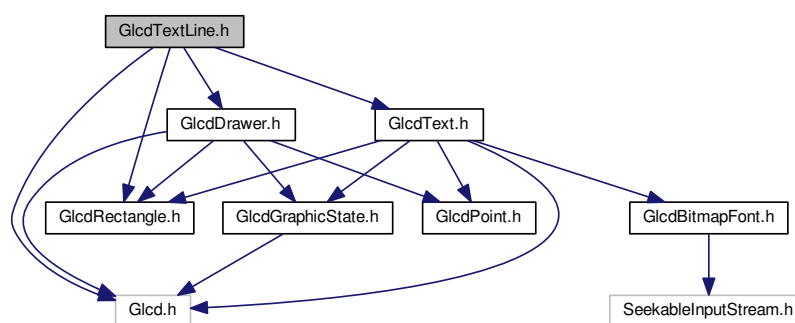 GlcdTextLine.h
GlcdDrawer.h
GlcdText.h
GlcdRectangle.h
GlcdGraphicState.h
GlcdPoint.h
GlcdBitmapFont.h
Glcd.h
SeekableInputStream.h